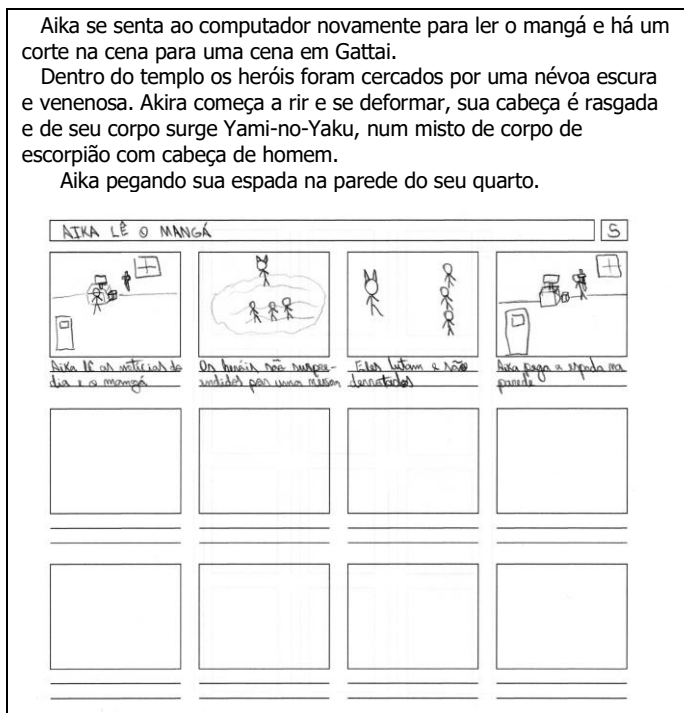 Aika se senta ao computador novamente para ler o mangá e há um
corte na cena para uma cena em Gattai.
Dentro do templo os heróis foram cercados por uma névoa escura
e venenosa. Akira começa a rir e se deformar, sua cabeça é rasgada
e de seu corpo surge Yami-no-Yaku, num misto de corpo de
escorpião com cabeça de homem.
Aika pegando sua espada na parede do seu quarto.
AIKA LÊ O MANGÁ
5
Aika lê as notícias do
dia e o mangá
Os heróis são surpre-
endidos por uma
Eles lutam e são
derrotados
Aika pega a espada na
parede